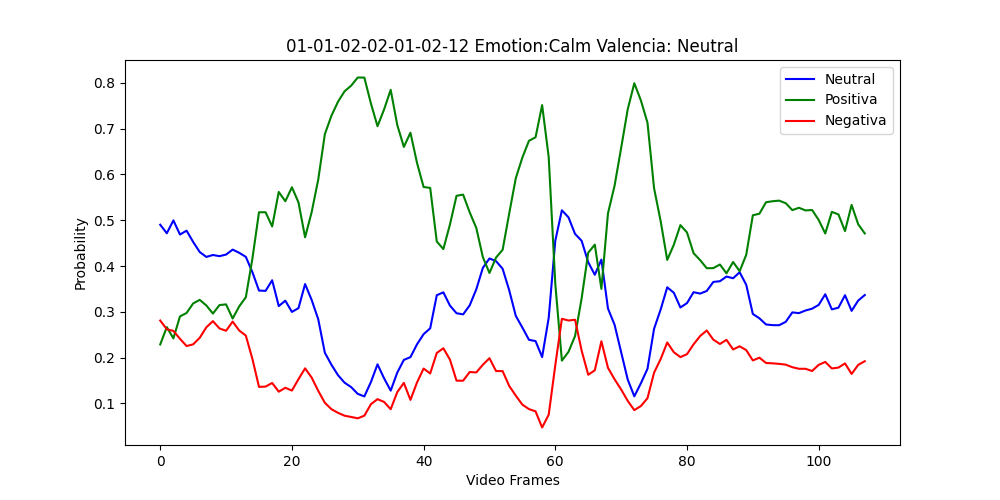 01-01-02-02-01-02-12 Emotion:Calm Valencia: Neutral
Neutral
Positiva
Negativa
Probability
0.8
0.7
0.6
0.5
0.4
0.3
0.2
0.1
0 20 40 60 80 100
Video Frames